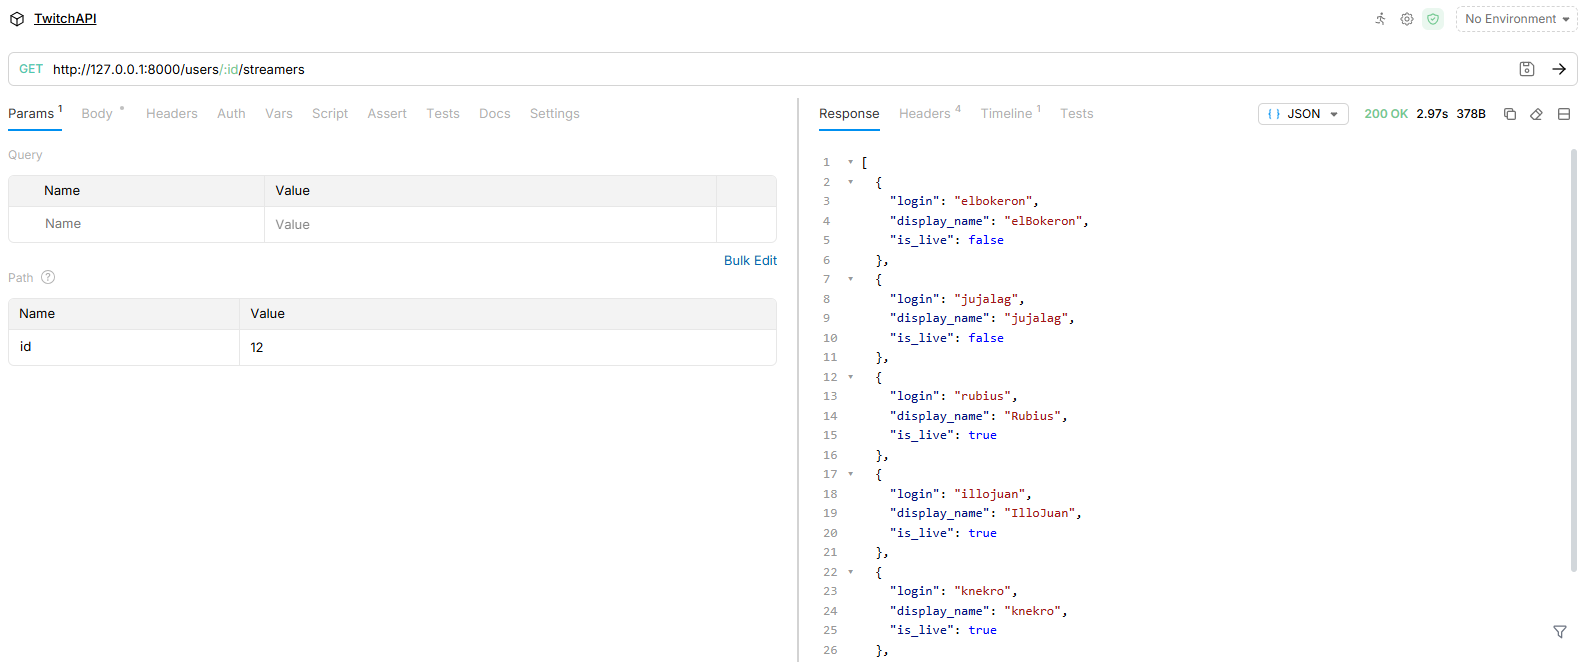 TwitchAPI
No Environment
GET http://127.0.0.1:8000/users/:id/streamers
Params 1 Body Headers Auth Vars Script Assert Tests Docs Settings
Query
Name Value
Name Value
Bulk Edit
Path ?
Name Value
id 12
Response Headers 4 Timeline 1 Tests { } JSON 200 OK 2.97s 378B
1 [
2 {
3 "login": "elbokeron",
4 "display_name": "elBokeron",
5 "is_live": false
6 },
7 {
8 "login": "jujalag",
9 "display_name": "jujalag",
10 "is_live": false
11 },
12 {
13 "login": "rubius",
14 "display_name": "Rubius",
15 "is_live": true
16 },
17 {
18 "login": "illojuan",
19 "display_name": "IlloJuan",
20 "is_live": true
21 },
22 {
23 "login": "knekro",
24 "display_name": "knekro",
25 "is_live": true
26 },